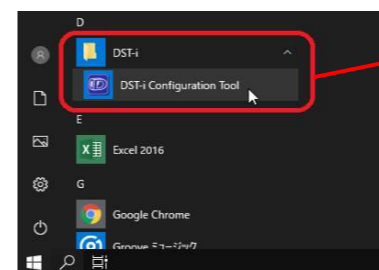 D
DST-i
DST-i Configuration Tool
E
Excel 2016
G
Google Chrome
Groove ミュージック